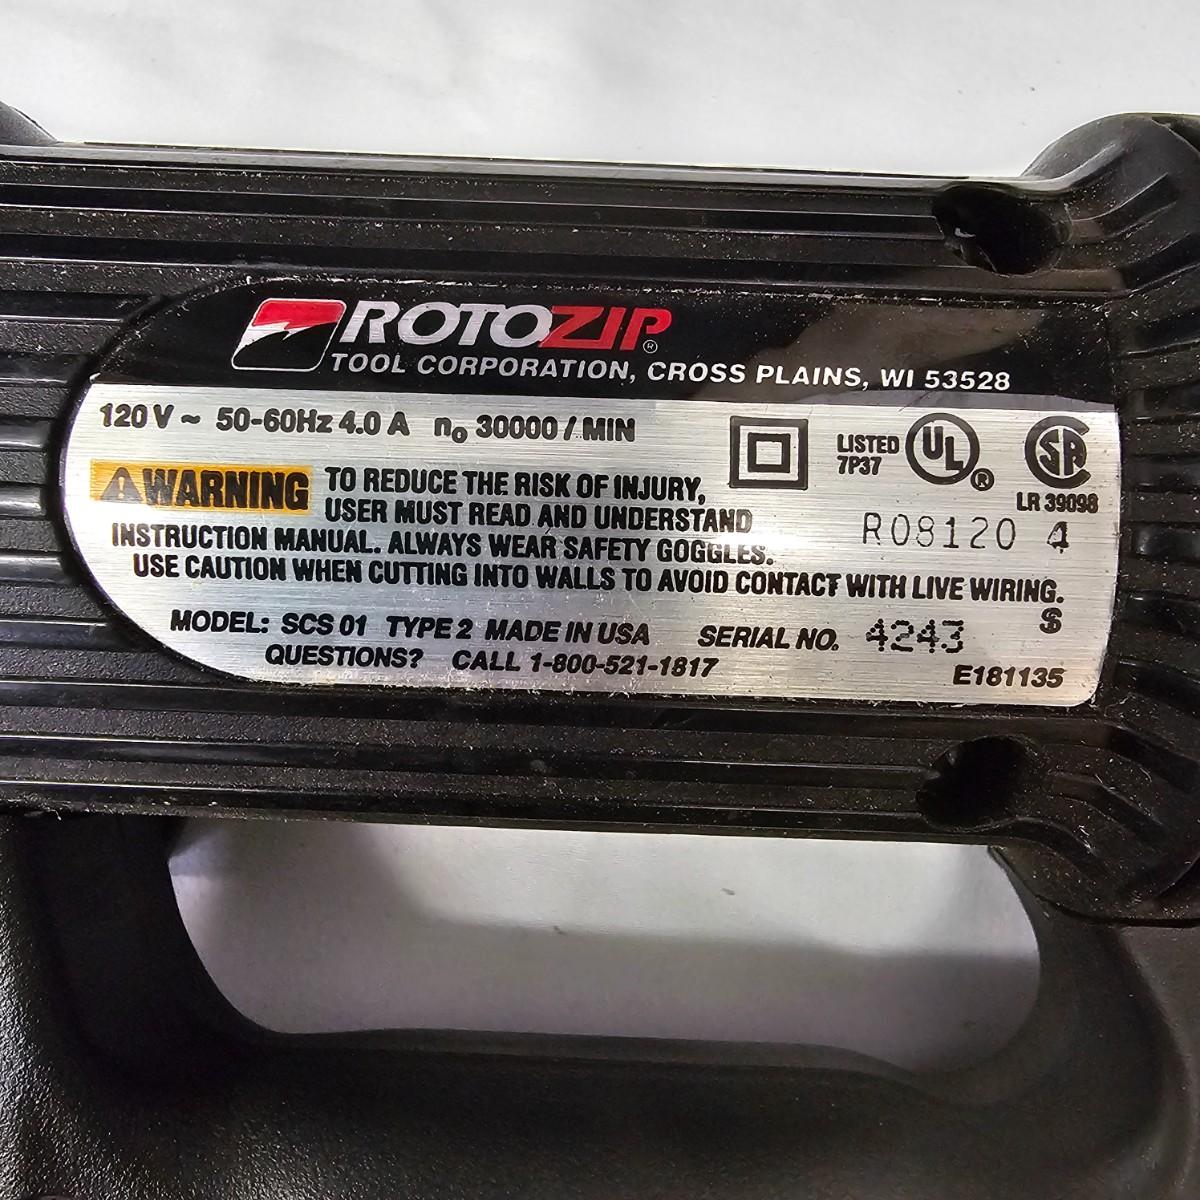 ROTOZIP®
TOOL CORPORATION, CROSS PLAINS, WI 53528
120 V ~ 50-60Hz 4.0 A no 30000 / MIN
LISTED UL®
7P37
SA
LR 39098
⚠WARNING TO REDUCE THE RISK OF INJURY,
USER MUST READ AND UNDERSTAND
R08120 4
INSTRUCTION MANUAL. ALWAYS WEAR SAFETY GOGGLES.
USE CAUTION WHEN CUTTING INTO WALLS TO AVOID CONTACT WITH LIVE WIRING.
MODEL: SCS 01 TYPE 2 MADE IN USA SERIAL NO. 4243 S
QUESTIONS? CALL 1-800-521-1817 E181135